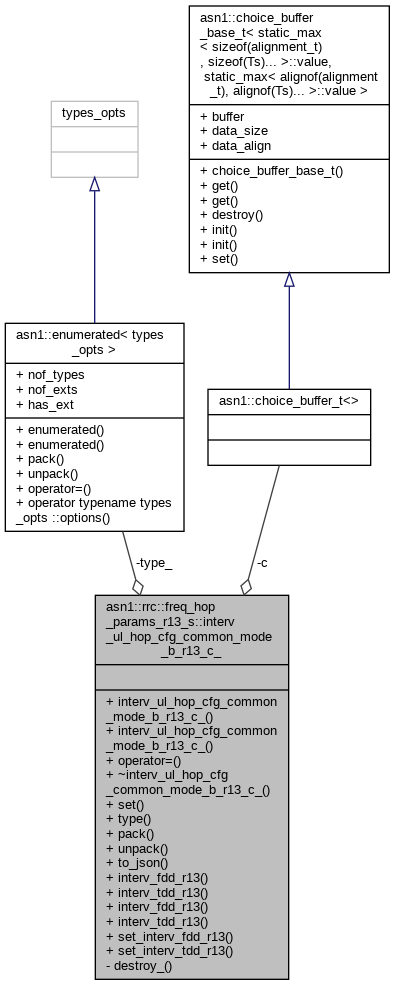 asn1::choice_buffer
_base_t< static_max
< sizeof(alignment_t)
, sizeof(Ts)... >::value,
static_max< alignof(alignment
_t), alignof(Ts)... >::value >
+ buffer
+ data_size
+ data_align
+ choice_buffer_base_t()
+ get()
+ get()
+ destroy()
+ init()
+ init()
+ set()
types_opts
asn1::enumerated< types
_opts >
+ nof_types
+ nof_exts
+ has_ext
+ enumerated()
+ enumerated()
+ pack()
+ unpack()
+ operator=()
+ operator typename types
_opts ::options()
asn1::choice_buffer_t<>
-type_
-c
asn1::rrc::freq_hop
_params_r13_s::interv
_ul_hop_cfg_common_mode
_b_r13_c_
+ interv_ul_hop_cfg_common
_mode_b_r13_c_()
+ interv_ul_hop_cfg_common
_mode_b_r13_c_()
+ operator=()
+ ~interv_ul_hop_cfg
_common_mode_b_r13_c_()
+ set()
+ type()
+ pack()
+ unpack()
+ to_json()
+ interv_fdd_r13()
+ interv_tdd_r13()
+ interv_fdd_r13()
+ interv_tdd_r13()
+ set_interv_fdd_r13()
+ set_interv_tdd_r13()
- destroy_()